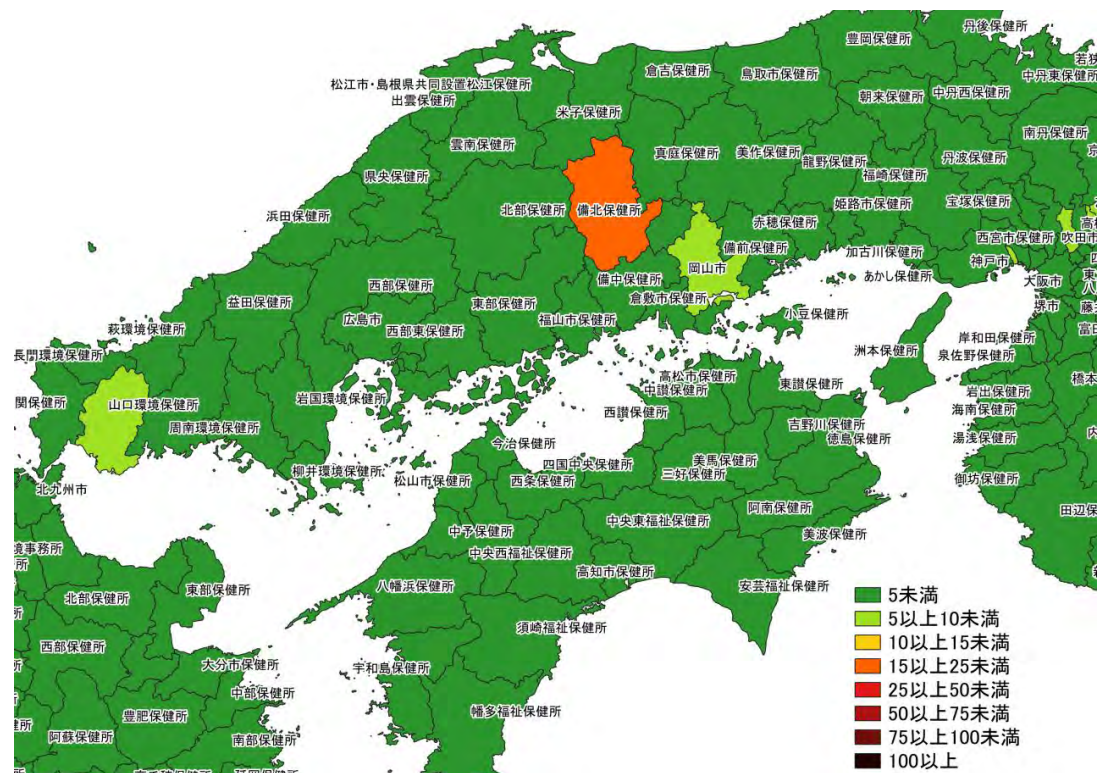 丹後保健所
豊岡保健所
若狭
倉吉保健所
鳥取市保健所
中丹東保健所
松江市・島根県共同設置松江保健所
出雲保健所
朝来保健所
中丹西保健所
米子保健所
南丹保健所
雲南保健所
真庭保健所
美作保健所
龍野保健所
丹波保健所
京
県央保健所
福崎保健所
浜田保健所
北部保健所
備北保健所
姫路市保健所
宝塚保健所
赤穂保健所
高槻
備前保健所
西宮市保健所
吹田市
岡山市
加古川保健所
神戸市
四
備中保健所
あかし保健所
大阪市
東
八
西部保健所
倉敷市保健所
益田保健所
東部保健所
福山市保健所
小豆保健所
堺市
藤井
広島市
西部東保健所
富田
萩環境保健所
岸和田保健所
長門環境保健所
洲本保健所
泉佐野保健所
高松市保健所
中讃保健所
東讃保健所
橋本
関保健所
山口環境保健所
岩国環境保健所
岩出保健所
西讃保健所
海南保健所
周南環境保健所
吉野川保健所
徳島保健所
今治保健所
湯浅保健所
内
四国中央保健所
美馬保健所
柳井環境保健所
松山市保健所
西条保健所
三好保健所
御坊保健所
北九州市
阿南保健所
田辺保
中予保健所
中央東福祉保健所
美波保健所
境事務所
所
中央西福祉保健所
高知市保健所
東部保健所
八幡浜保健所
安芸福祉保健所
北部保健所
所
須崎福祉保健所
西部保健所
大分市保健所
宇和島保健所
中部保健所
幡多福祉保健所
豊肥保健所
所
阿蘇保健所
南部保健所
5未満
5以上10未満
10以上15未満
15以上25未満
25以上50未満
50以上75未満
75以上100未満
100以上